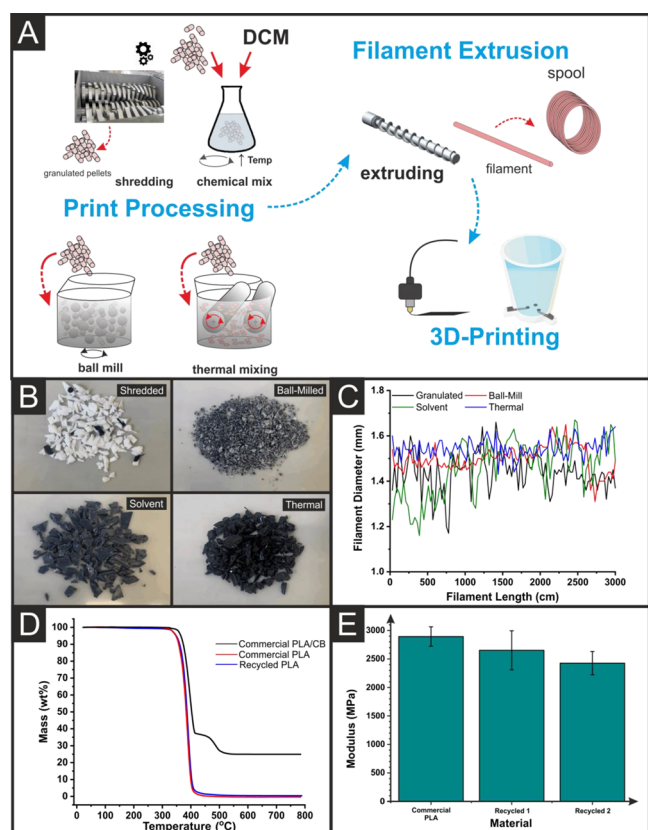 A
DCM
Filament Extrusion
spool
granulated pellets
shredding
↑ Temp
chemical mix
extruding
filament
Print Processing
ball mill
thermal mixing
3D-Printing
B
Shredded
Ball-Milled
Solvent
Thermal
C
Granulated
Ball-Mill
Solvent
Thermal
Filament Diameter (mm)
1.8
1.6
1.4
1.2
1.0
0
500
1000
1500
2000
2500
3000
Filament Length (cm)
D
Commercial PLA/CB
Commercial PLA
Recycled PLA
Mass (wt%)
100
90
80
70
60
50
40
30
20
10
0
0
100
200
300
400
500
600
700
800
Temperature (°C)
E
Modulus (MPa)
3000
2500
2000
1500
1000
500
0
Commercial
PLA
Recycled 1
Recycled 2
Material